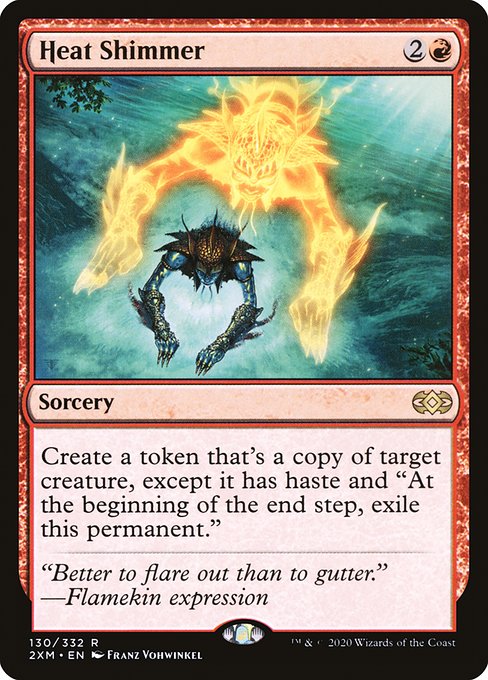 Heat Shimmer 2
Sorcery
Create a token that's a copy of target
creature, except it has haste and “At
the beginning of the end step, exile
this permanent.”
“Better to flare out than to gutter.”
—Flamekin expression
130/332 R
™ & © 2020 Wizards of the Coast
2XM • EN Franz Vohwinkel